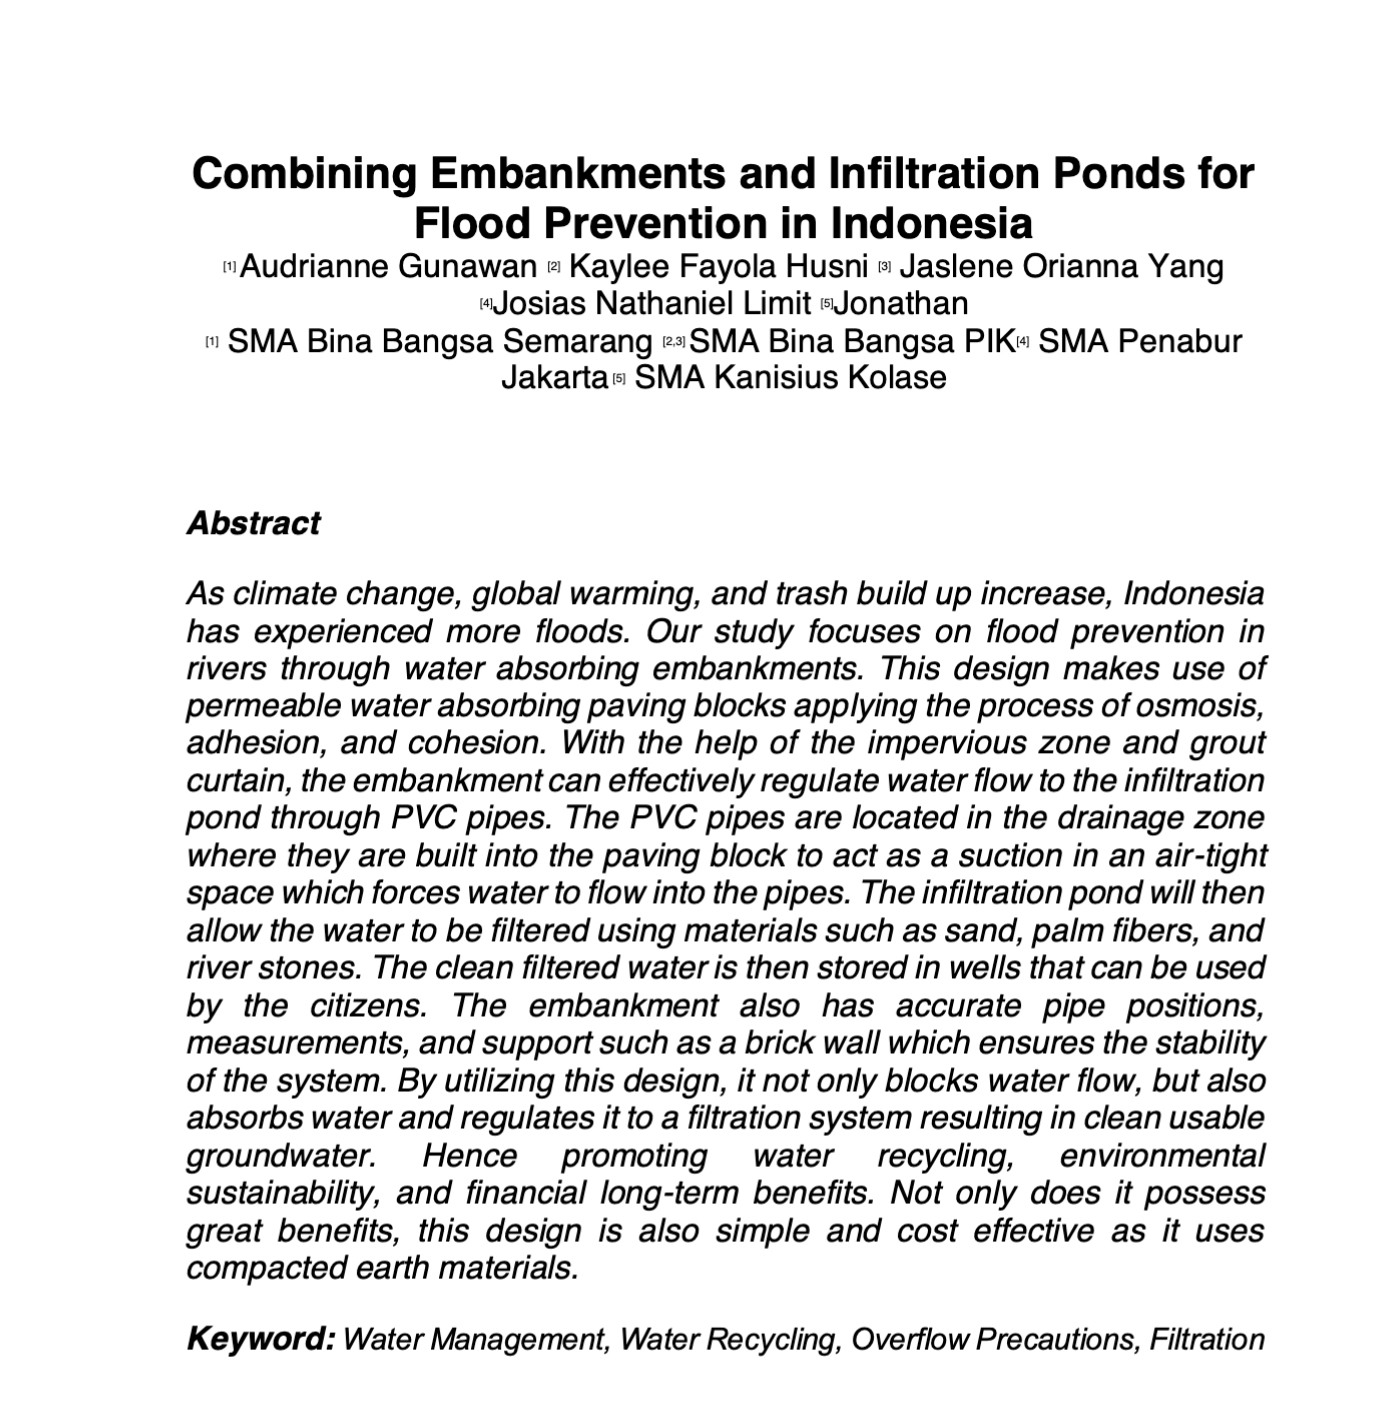 Combining Embankments and Infiltration Ponds for
Flood Prevention in Indonesia
[1] Audrianne Gunawan [2] Kaylee Fayola Husni [3] Jaslene Orianna Yang
[4]Josias Nathaniel Limit [5]Jonathan
[1] SMA Bina Bangsa Semarang [2,3] SMA Bina Bangsa PIK[4] SMA Penabur
Jakarta [5] SMA Kanisius Kolase
Abstract
As climate change, global warming, and trash build up increase, Indonesia
has experienced more floods. Our study focuses on flood prevention in
rivers through water absorbing embankments. This design makes use of
permeable water absorbing paving blocks applying the process of osmosis,
adhesion, and cohesion. With the help of the impervious zone and grout
curtain, the embankment can effectively regulate water flow to the infiltration
pond through PVC pipes. The PVC pipes are located in the drainage zone
where they are built into the paving block to act as a suction in an air-tight
space which forces water to flow into the pipes. The infiltration pond will then
allow the water to be filtered using materials such as sand, palm fibers, and
river stones. The clean filtered water is then stored in wells that can be used
by the citizens. The embankment also has accurate pipe positions,
measurements, and support such as a brick wall which ensures the stability
of the system. By utilizing this design, it not only blocks water flow, but also
absorbs water and regulates it to a filtration system resulting in clean usable
groundwater. Hence promoting water recycling, environmental
sustainability, and financial long-term benefits. Not only does it possess
great benefits, this design is also simple and cost effective as it uses
compacted earth materials.
Keyword: Water Management, Water Recycling, Overflow Precautions, Filtration